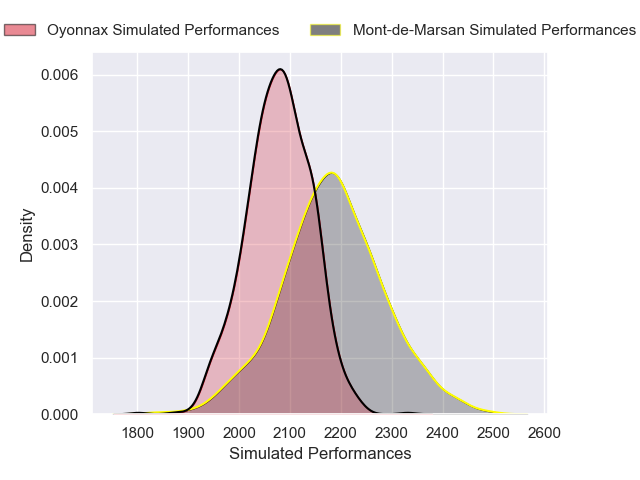 Oyonnax Simulated Performances
Mont-de-Marsan Simulated Performances
0.006
0.005
0.004
0.003
0.002
0.001
0.000
Density
1800 1900 2000 2100 2200 2300 2400 2500 2600
Simulated Performances